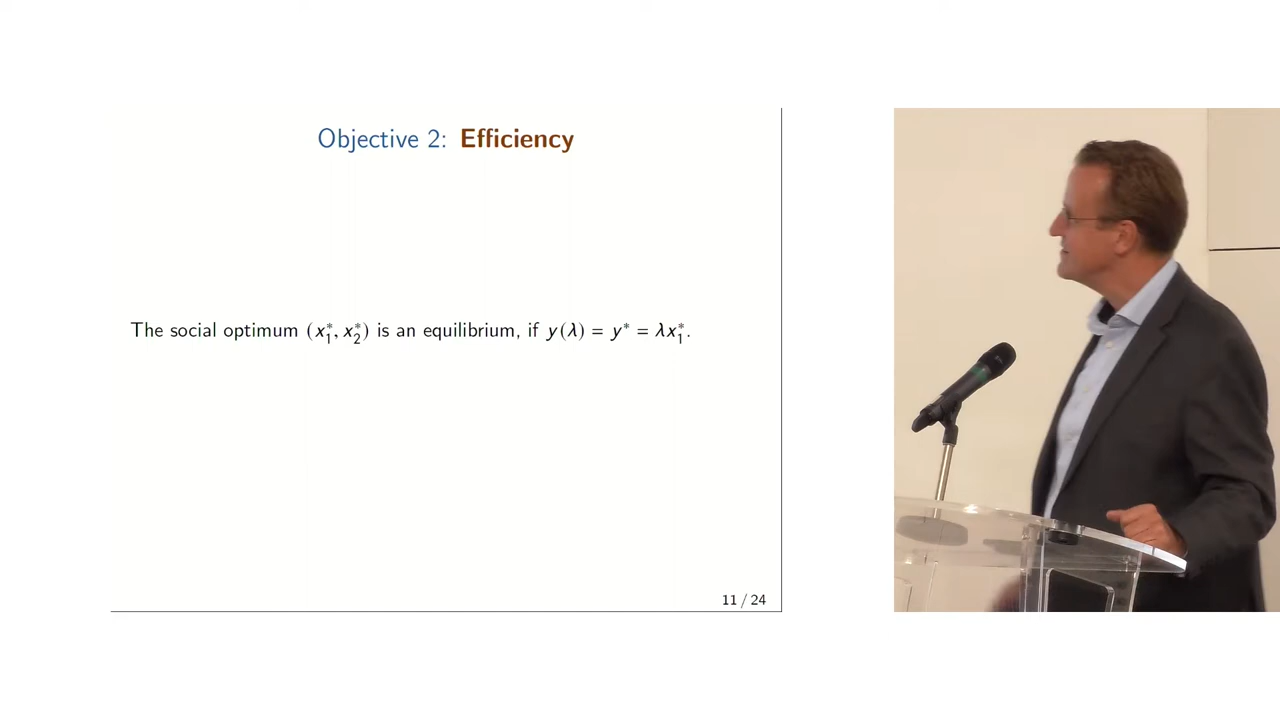 Objective 2: Efficiency
The social optimum (x₁*, x₂*) is an equilibrium, if y(λ) = y* = λx₁*.
11 / 24